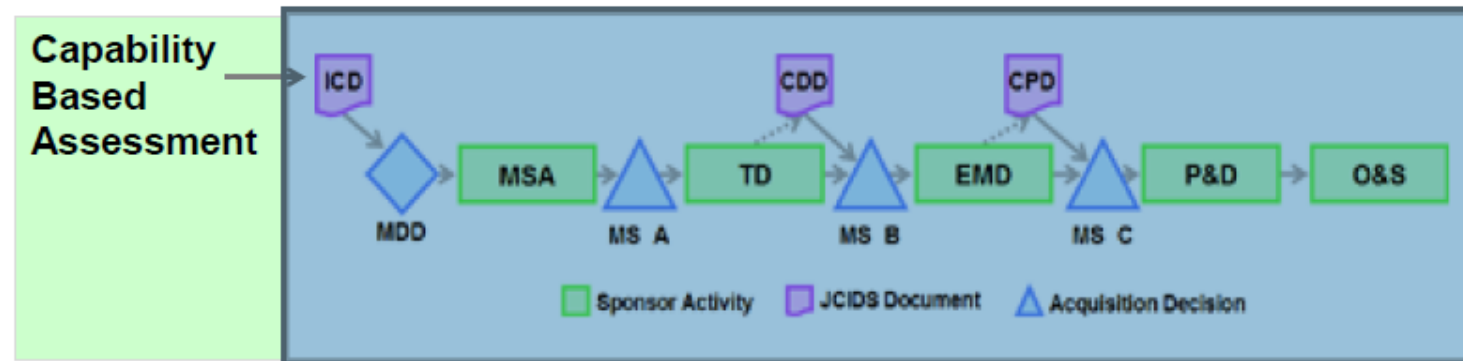 Capability
Based
Assessment
ICD
CDD
CPD
MSA
TD
EMD
P&D
O&S
MDD
MS A
MS B
MS C
Sponsor Activity
JCIDS Document
Acquisition Decision